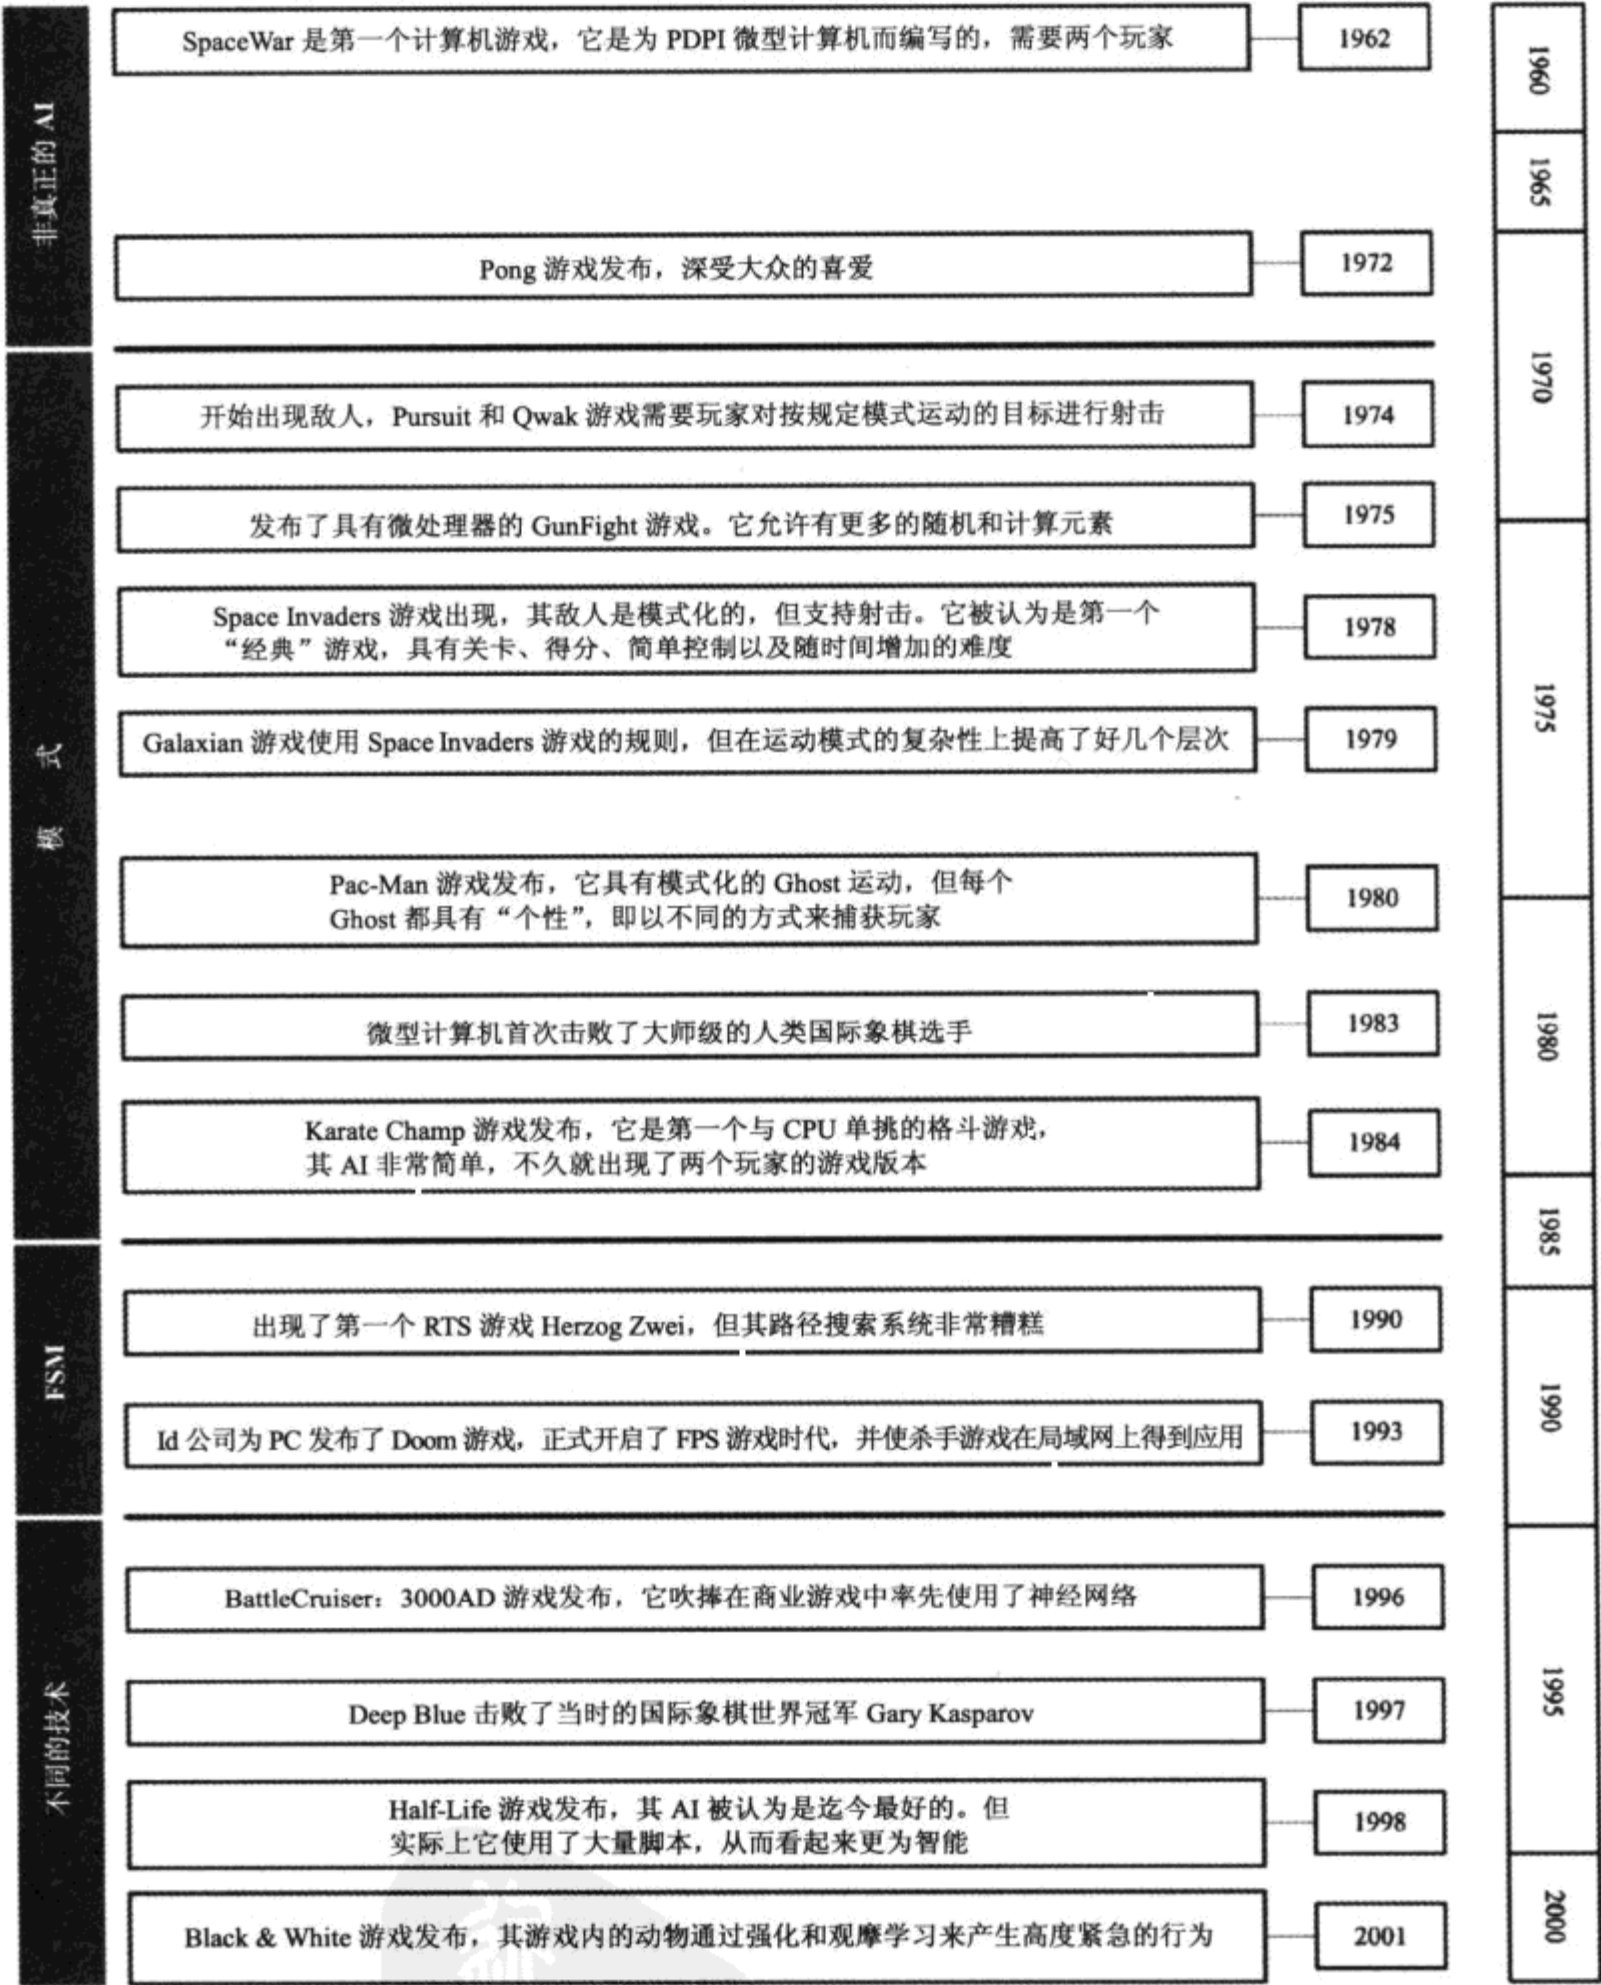 非真正的 AI
SpaceWar 是第一个计算机游戏，它是为 PDPI 微型计算机而编写的，需要两个玩家
1962
Pong 游戏发布，深受大众的喜爱
1972
模 式
开始出现敌人，Pursuit 和 Qwak 游戏需要玩家对按规定模式运动的目标进行射击
1974
发布了具有微处理器的 GunFight 游戏。它允许有更多的随机和计算元素
1975
Space Invaders 游戏出现，其敌人是模式化的，但支持射击。它被认为是第一个
“经典”游戏，具有关卡、得分、简单控制以及随时间增加的难度
1978
Galaxian 游戏使用 Space Invaders 游戏的规则，但在运动模式的复杂性上提高了好几个层次
1979
Pac-Man 游戏发布，它具有模式化的 Ghost 运动，但每个
Ghost 都具有“个性”，即以不同的方式来捕获玩家
1980
微型计算机首次击败了大师级的人类国际象棋选手
1983
Karate Champ 游戏发布，它是第一个与 CPU 单挑的格斗游戏，
其 AI 非常简单，不久就出现了两个玩家的游戏版本
1984
FSM
出现了第一个 RTS 游戏 Herzog Zwei，但其路径搜索系统非常糟糕
1990
Id 公司为 PC 发布了 Doom 游戏，正式开启了 FPS 游戏时代，并使杀手游戏在局域网上得到应用
1993
不同的技术
BattleCruiser：3000AD 游戏发布，它吹捧在商业游戏中率先使用了神经网络
1996
Deep Blue 击败了当时的国际象棋世界冠军 Gary Kasparov
1997
Half-Life 游戏发布，其 AI 被认为是迄今最好的。但
实际上它使用了大量脚本，从而看起来更为智能
1998
Black & White 游戏发布，其游戏内的动物通过强化和观摩学习来产生高度紧急的行为
2001
1960
1965
1970
1975
1980
1985
1990
1995
2000